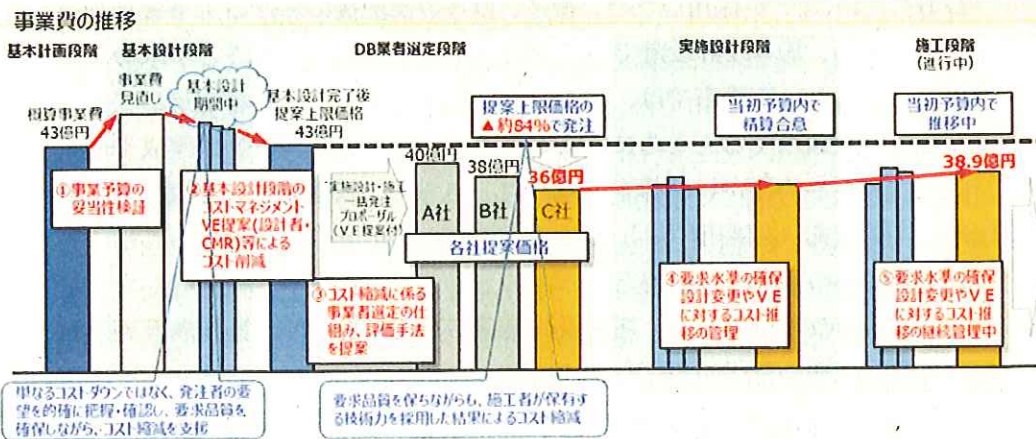 事業費の推移
基本計画段階
基本設計段階
DB業者選定段階
実施設計段階
施工段階
(進行中)
概算事業費
43億円
事業費
見直し
基本設計
期間中
基本設計完了後
提案上限価格
43億円
提案上限価格の
▲約84%で発注
当初予算内で
積算合意
当初予算内で
推移中
①事業予算の
妥当性検証
②基本設計段階の
コストマネジメント
VE提案(設計者・
CMR)等による
コスト削減
実施設計・施工
一括発注
プロポーザル
(VE提案付)
40億円
A社
38億円
B社
36億円
C社
各社提案価格
38.9億円
③コスト縮減に係る
事業者選定の仕
組み、評価手法
を提案
④要求水準の確保
設計変更やVE
に対するコスト推
移の管理
⑤要求水準の確保
設計変更やVE
に対するコスト推
移の継続管理中
単なるコストダウンではなく、発注者の要
望を的確に把握・確認し、要求品質を
確保しながら、コスト縮減を支援
要求品質を保ちながらも、施工者が保有す
る技術力を採用した結果によるコスト縮減